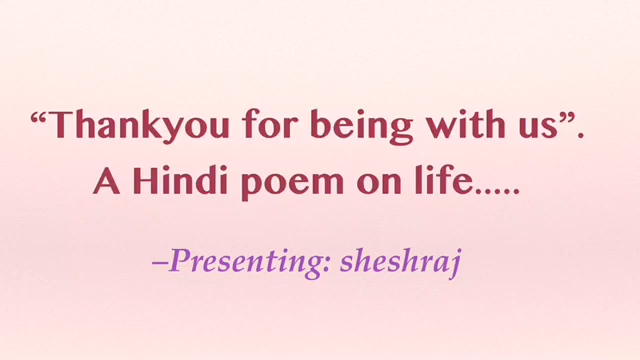 “Thankyou for being with us”.
A Hindi poem on life.....
–Presenting: sheshraj